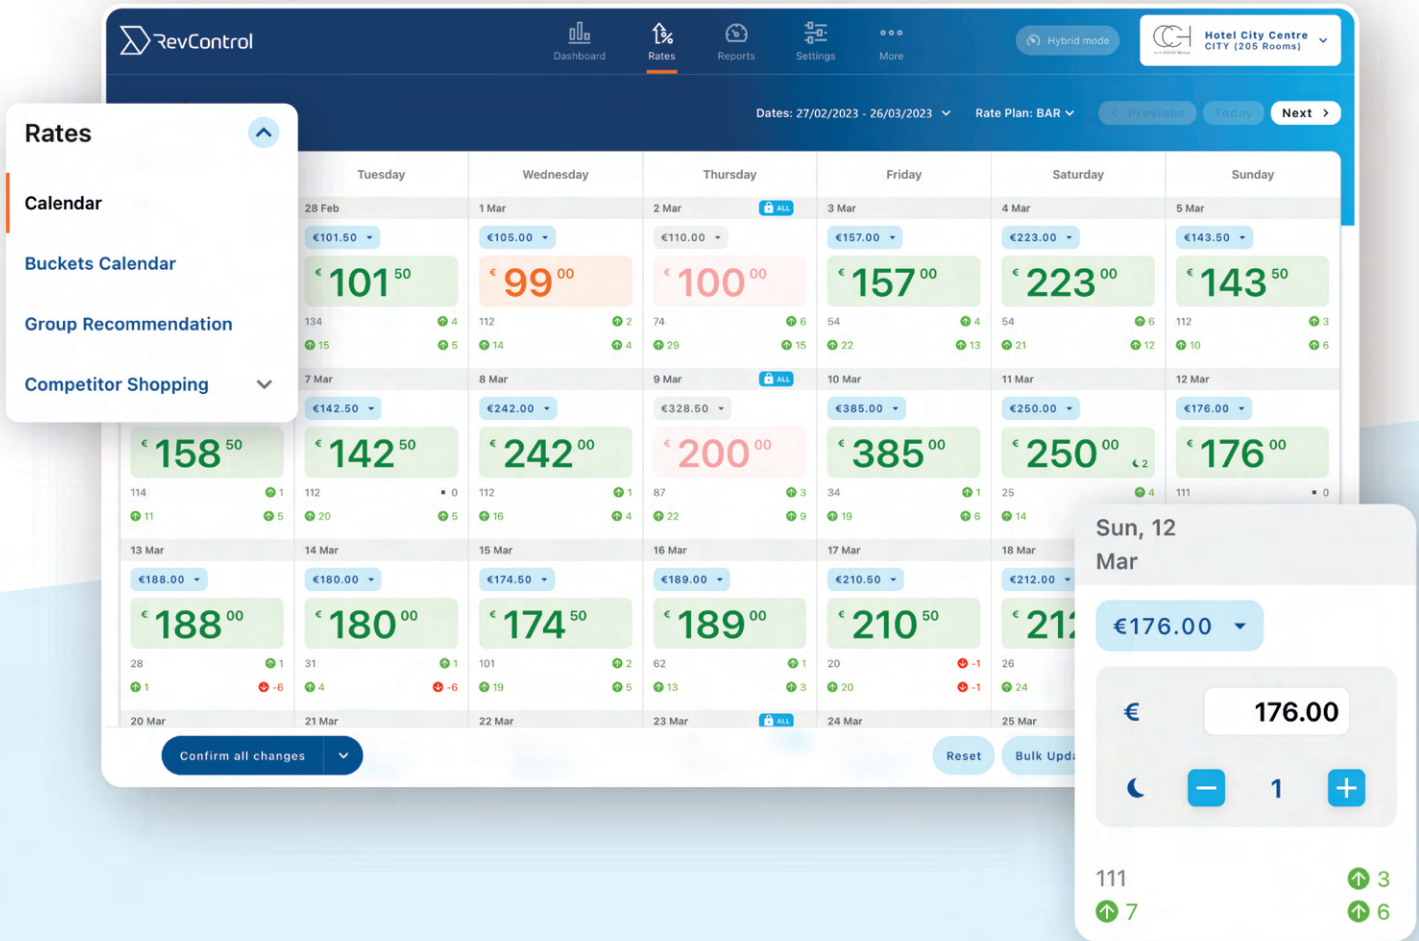 RevControl
Dashboard
Rates
Reports
Settings
More
Hybrid mode
CCH
Hotel City Centre
CITY (205 Rooms)
Dates: 27/02/2023 - 26/03/2023
Rate Plan: BAR
Previous
Today
Next
Rates
Calendar
Buckets Calendar
Group Recommendation
Competitor Shopping
Tuesday Wednesday Thursday Friday Saturday Sunday
28 Feb 1 Mar 2 Mar ALL 3 Mar 4 Mar 5 Mar
€101.50 €105.00 €110.00 €157.00 €223.00 €143.50
€ 101 50 € 99 00 € 100 00 € 157 00 € 223 00 € 143 50
134 4 112 2 74 6 54 4 54 6 112 3
15 5 14 4 29 15 22 13 21 12 10 6
7 Mar 8 Mar 9 Mar ALL 10 Mar 11 Mar 12 Mar
€142.50 €242.00 €328.50 €385.00 €250.00 €176.00
€ 158 50 € 142 50 € 242 00 € 200 00 € 385 00 € 250 00 2 € 176 00
114 1 112 0 112 1 87 3 34 1 25 4 111 0
11 5 20 5 16 4 22 9 19 6 14
13 Mar 14 Mar 15 Mar 16 Mar 17 Mar 18 Mar
€188.00 €180.00 €174.50 €189.00 €210.50 €212.00
€ 188 00 € 180 00 € 174 50 € 189 00 € 210 50 € 212
28 1 31 1 101 2 62 1 20 -1 26
1 -6 4 -6 19 5 13 3 20 -1 24
20 Mar 21 Mar 22 Mar 23 Mar ALL 24 Mar 25 Mar
Confirm all changes
Reset
Bulk Upda
Sun, 12
Mar
€176.00
€ 176.00
1
111 3
7 6